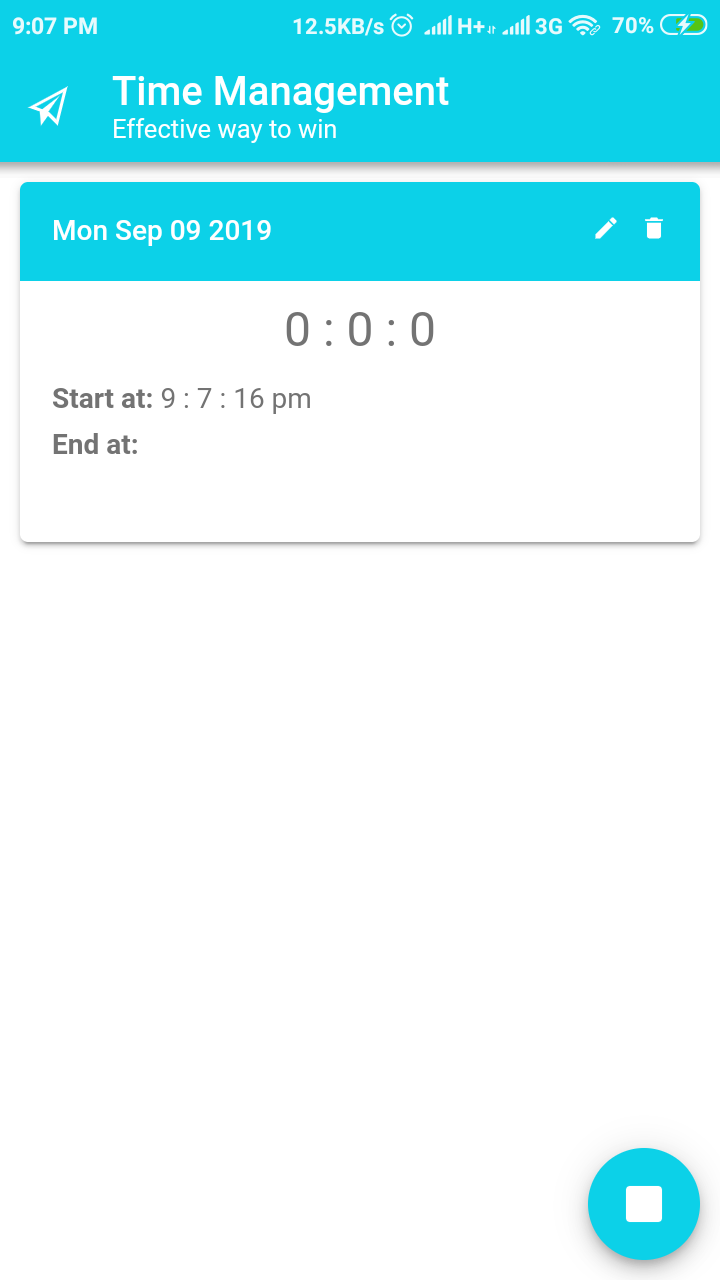 9:07 PM 12.5KB/s H+ 3G 70%
Time Management
Effective way to win
Mon Sep 09 2019
0 : 0 : 0
Start at: 9 : 7 : 16 pm
End at: